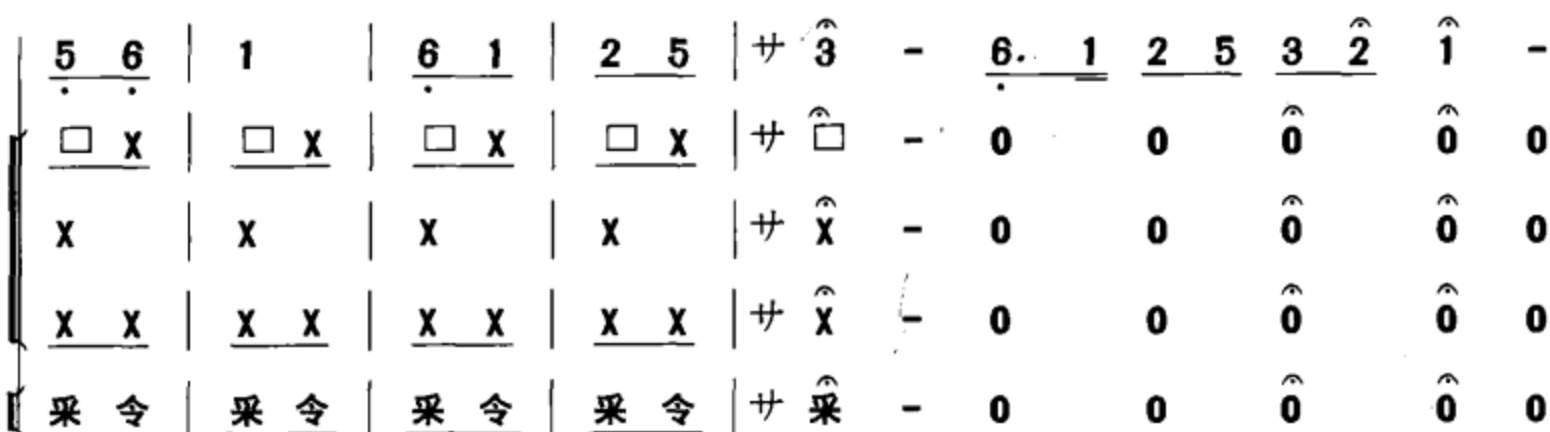 5 6 | 1 | 6 1 | 2 5 | サ 3 - 6. 1 2 5 3 2 1 -
□ X | □ X | □ X | □ X | サ □ - 0 0 0 0 0
X | X | X | X | サ X - 0 0 0 0 0
X X | X X | X X | X X | サ X - 0 0 0 0 0
采 令 | 采 令 | 采 令 | 采 令 | サ 采 - 0 0 0 0 0